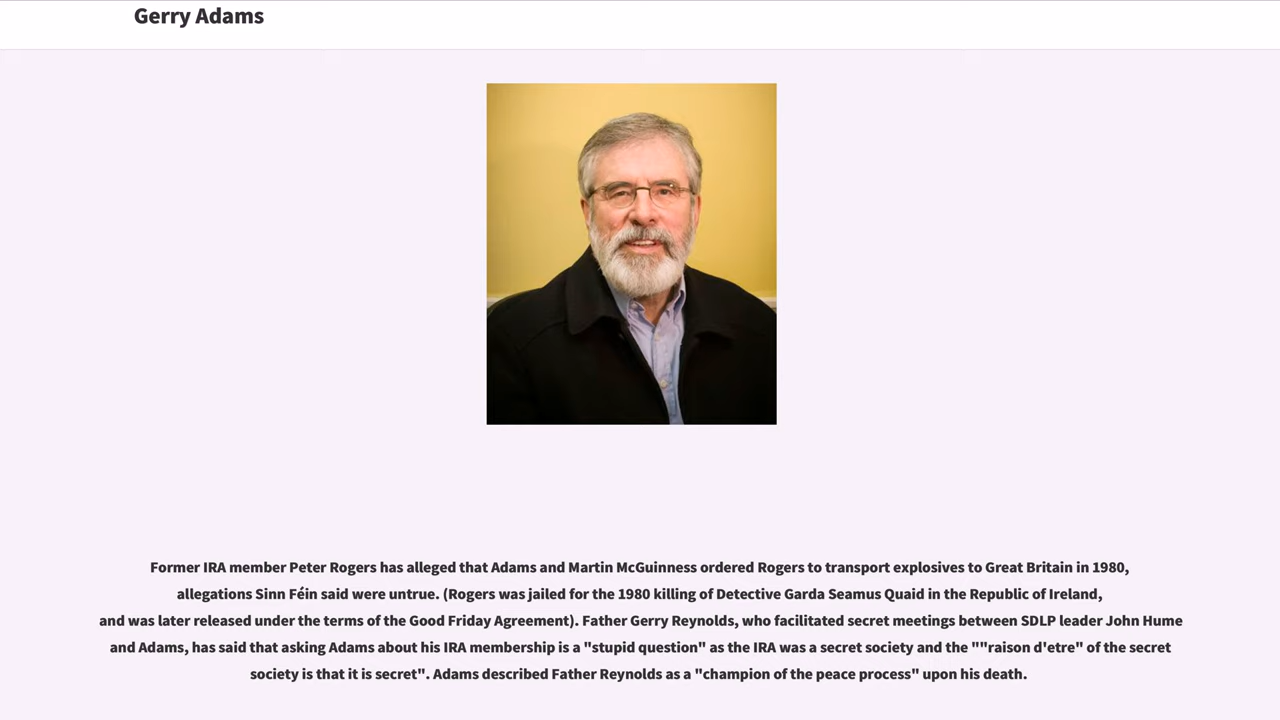 Gerry Adams
Former IRA member Peter Rogers has alleged that Adams and Martin McGuinness ordered Rogers to transport explosives to Great Britain in 1980,
allegations Sinn Féin said were untrue. (Rogers was jailed for the 1980 killing of Detective Garda Seamus Quaid in the Republic of Ireland,
and was later released under the terms of the Good Friday Agreement). Father Gerry Reynolds, who facilitated secret meetings between SDLP leader John Hume
and Adams, has said that asking Adams about his IRA membership is a "stupid question" as the IRA was a secret society and the ""raison d'etre" of the secret
society is that it is secret". Adams described Father Reynolds as a "champion of the peace process" upon his death.